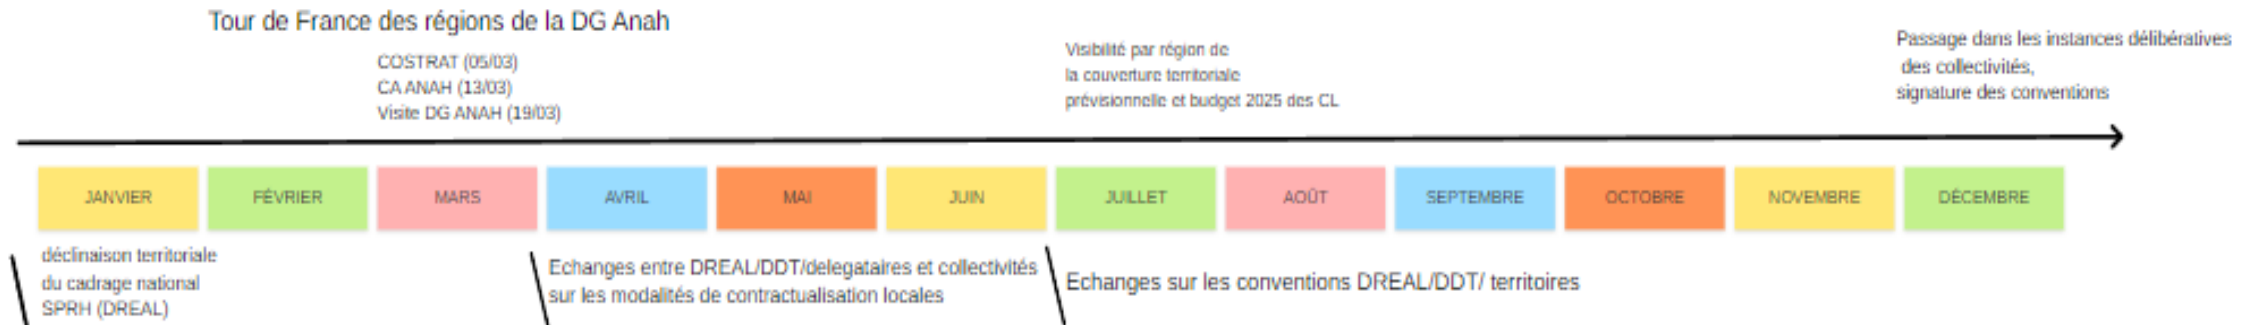 Tour de France des régions de la DG Anah
COSTRAT (05/03)
CA ANAH (13/03)
Visite DG ANAH (19/03)
Visibilité par région de
la couverture territoriale
prévisionnelle et budget 2025 des CL
Passage dans les instances délibératives
des collectivités,
signature des conventions
JANVIER
FÉVRIER
MARS
AVRIL
MAI
JUIN
JUILLET
AOÛT
SEPTEMBRE
OCTOBRE
NOVEMBRE
DÉCEMBRE
déclinaison territoriale
du cadrage national
SPRH (DREAL)
Echanges entre DREAL/DDT/delegataires et collectivités
sur les modalités de contractualisation locales
Echanges sur les conventions DREAL/DDT/ territoires